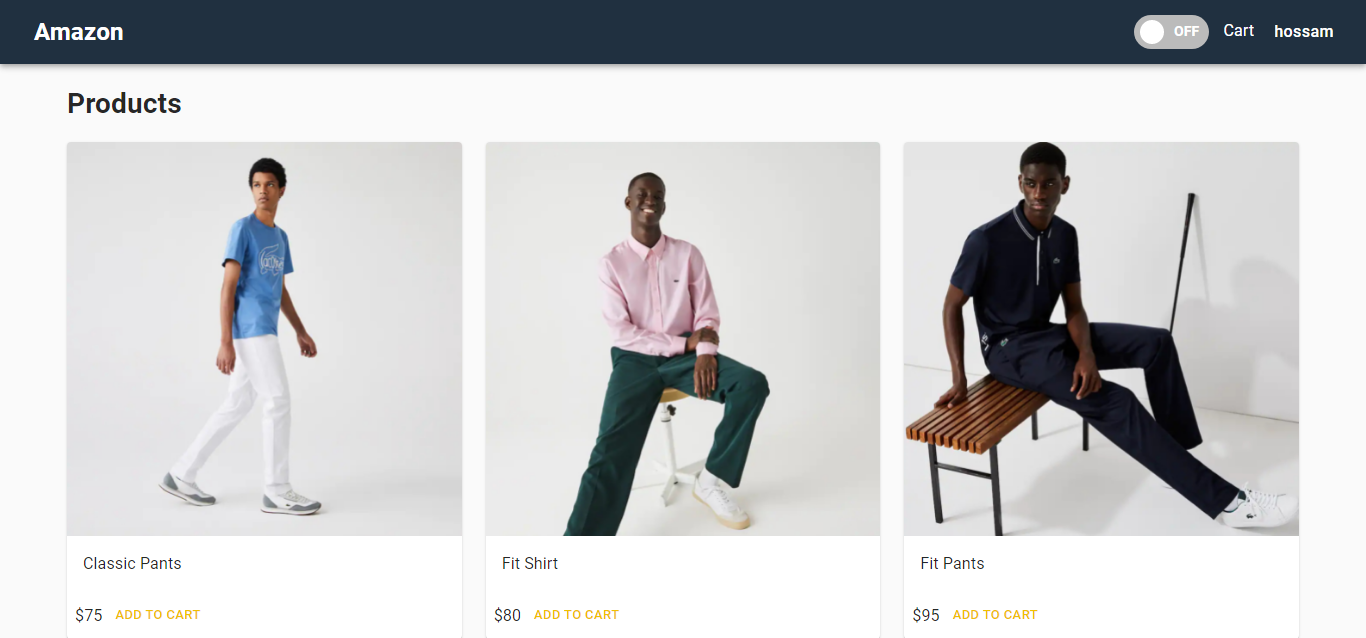 Amazon
OFF
Cart
hossam
Products
Classic Pants
$75 ADD TO CART
Fit Shirt
$80 ADD TO CART
Fit Pants
$95 ADD TO CART